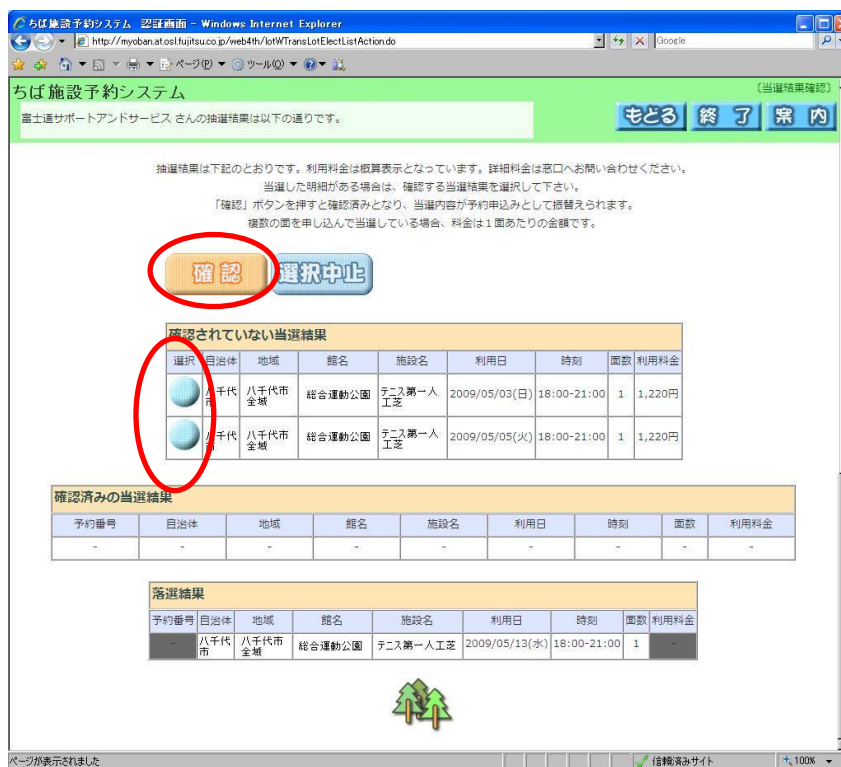 ちば施設予約システム 認証画面 - Windows Internet Explorer
http://myoban.at.osl.fujitsu.co.jp/web4th/lotWTransLotElectListAction.do
Google
ページ(P) ツール(O)
ちば施設予約システム
〔当選結果確認〕
富士通サポートアンドサービス さんの抽選結果は以下の通りです。
もどる 終了 案内
抽選結果は下記のとおりです。利用料金は概算表示となっています。詳細料金は窓口へお問い合わせください。
当選した明細がある場合は、確認する当選結果を選択して下さい。
「確認」ボタンを押すと確認済みとなり、当選内容が予約申込みとして振替えられます。
複数の面を申し込んで当選している場合、料金は1面あたりの金額です。
確認 選択中止
確認されていない当選結果
選択 自治体 地域 館名 施設名 利用日 時刻 面数 利用料金
八千代市 八千代市全域 総合運動公園 テニス第一人工芝 2009/05/03(日) 18:00-21:00 1 1,220円
八千代市 八千代市全域 総合運動公園 テニス第一人工芝 2009/05/05(火) 18:00-21:00 1 1,220円
確認済みの当選結果
予約番号 自治体 地域 館名 施設名 利用日 時刻 面数 利用料金
- - - - - - - - -
落選結果
予約番号 自治体 地域 館名 施設名 利用日 時刻 面数 利用料金
- 八千代市 八千代市全域 総合運動公園 テニス第一人工芝 2009/05/13(水) 18:00-21:00 1 -
ページが表示されました
信頼済みサイト
100%